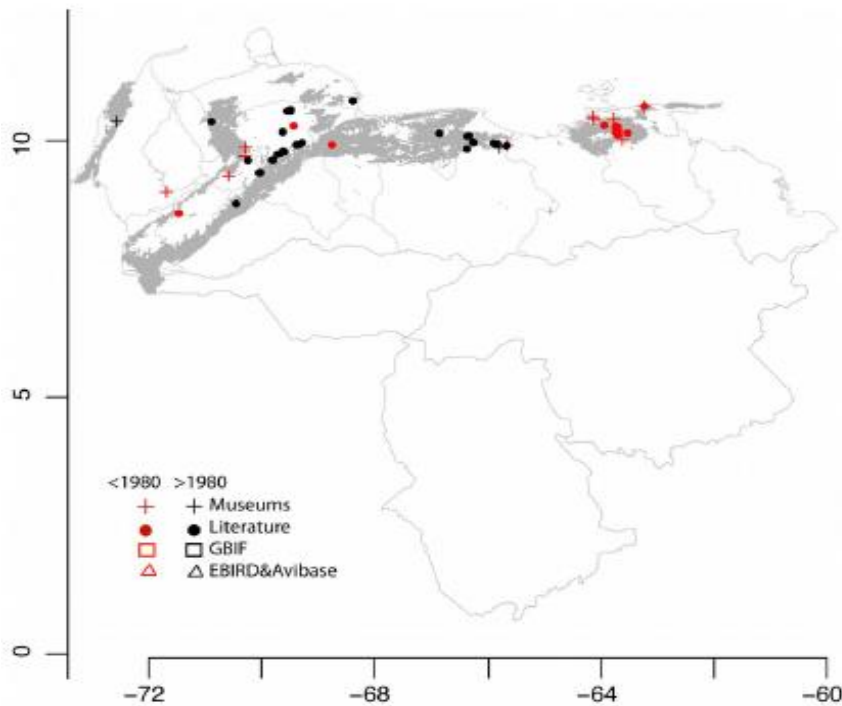 10
5
<1980 >1980
Museums
Literature
GBIF
EBIRD&Avibase
0
−72 −68 −64 −60